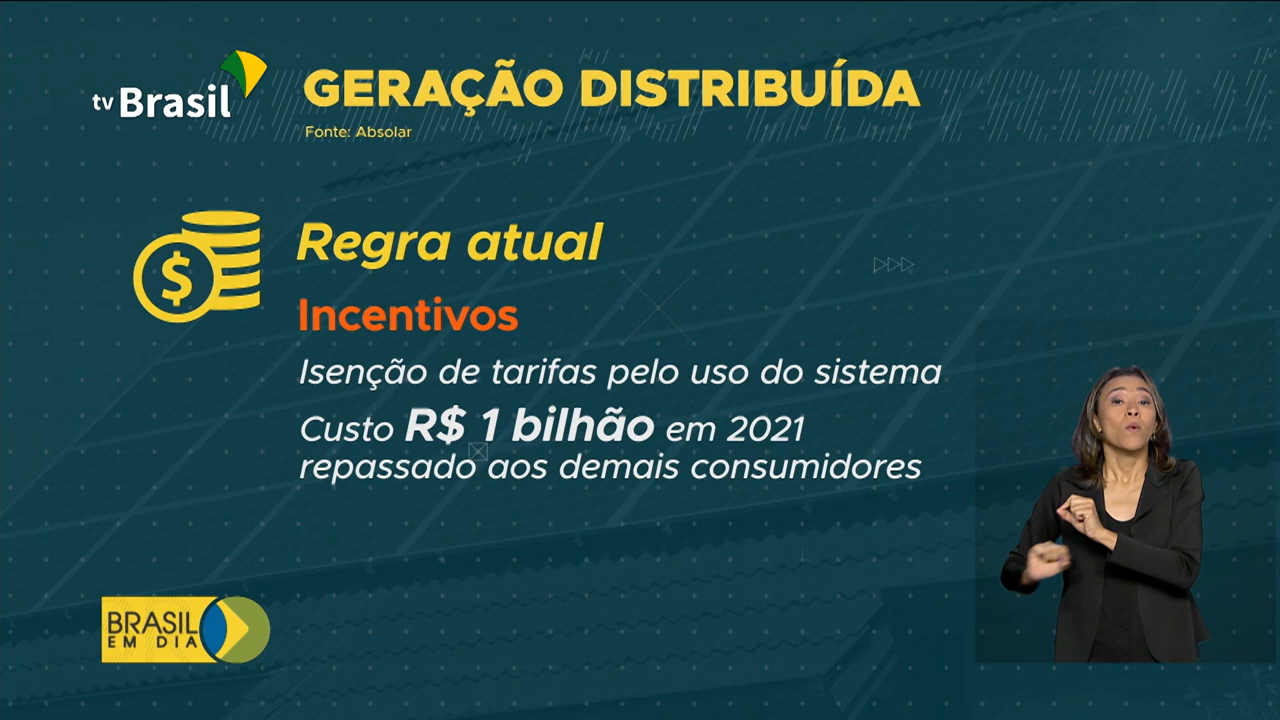 tv Brasil
GERAÇÃO DISTRIBUÍDA
Fonte: Absolar
$
Regra atual
Incentivos
Isenção de tarifas pelo uso do sistema
Custo R$ 1 bilhão em 2021
repassado aos demais consumidores
BRASIL
EM DIA